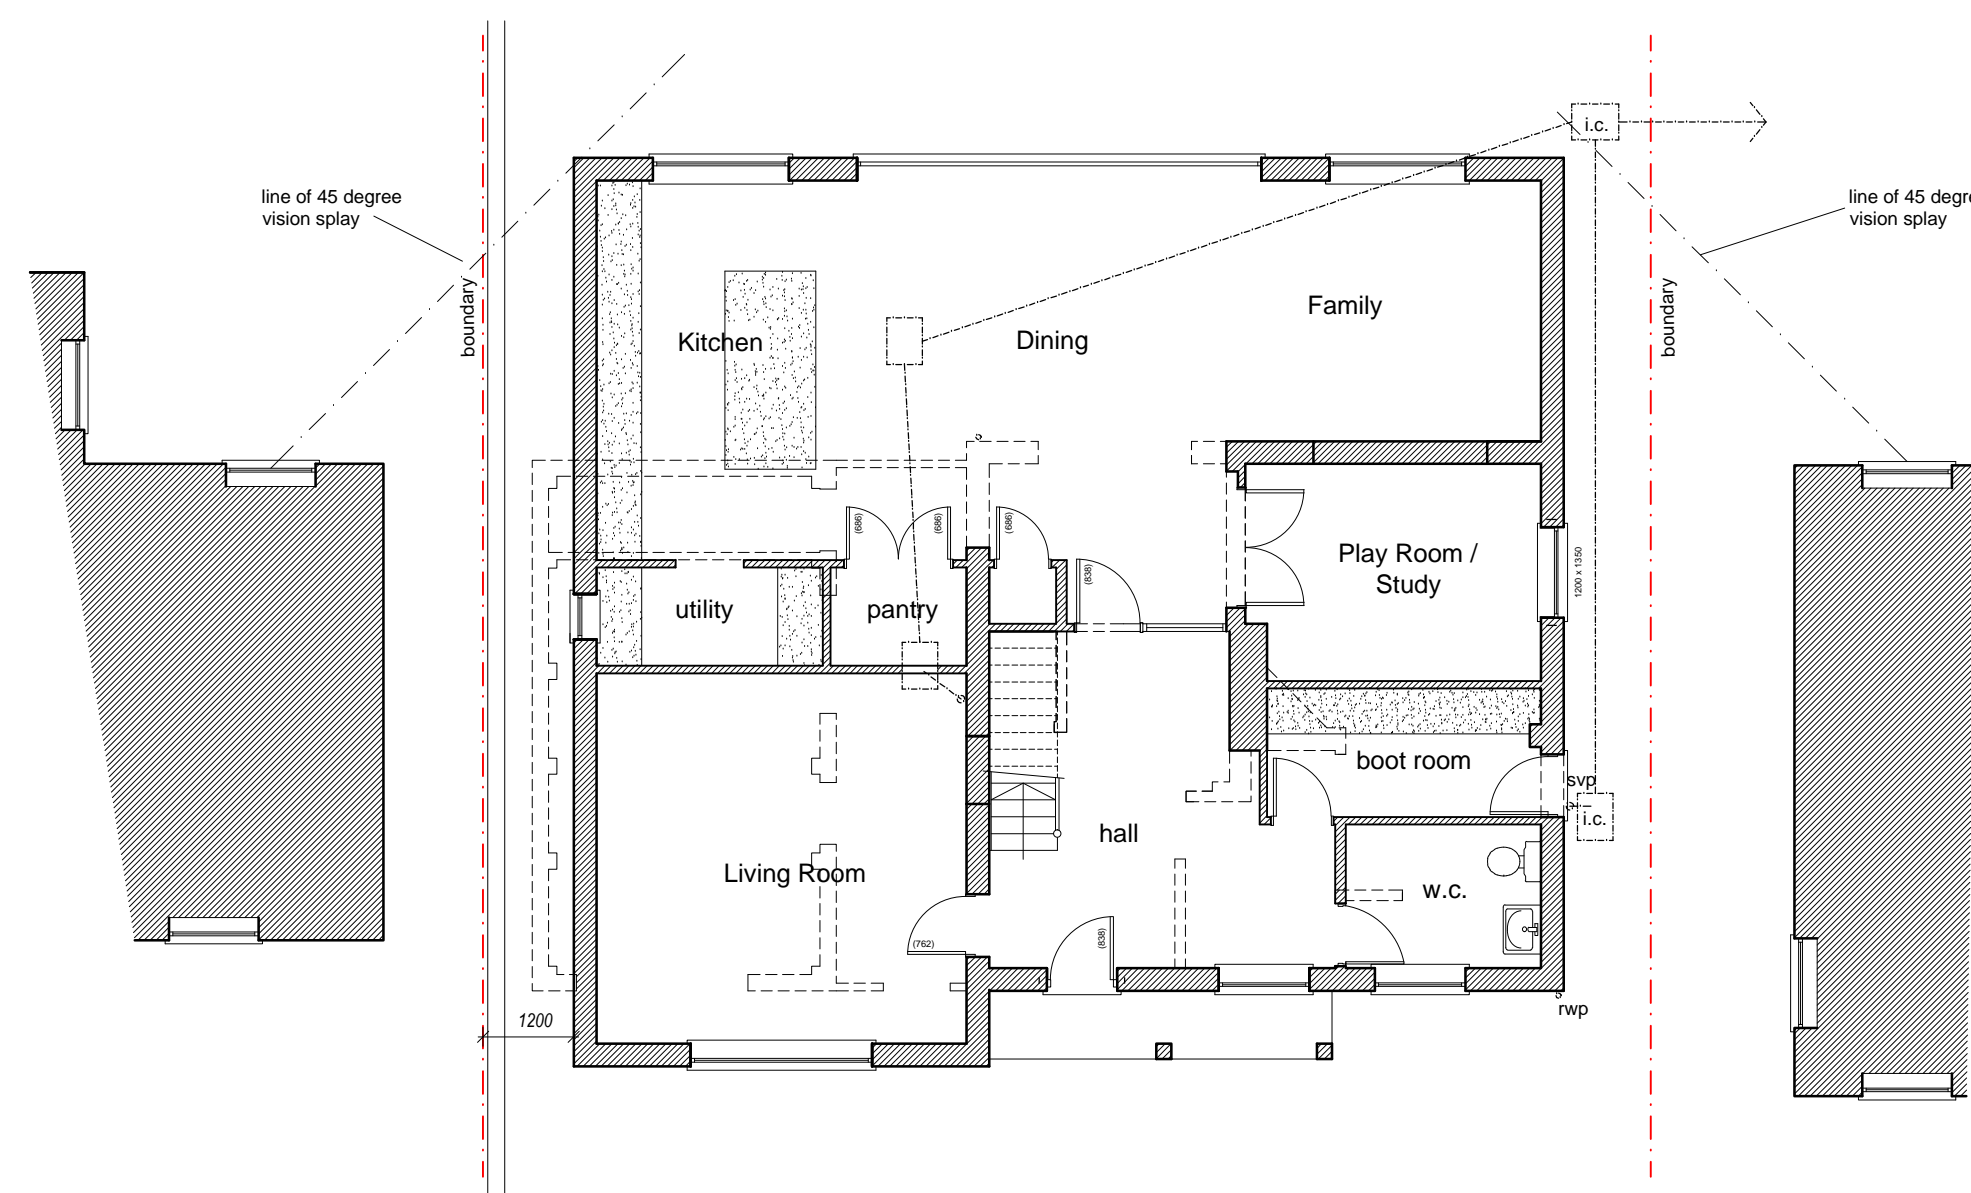 i.c.
line of 45 degree
vision splay
line of 45 degre
vision splay
boundary
boundary
Family
Kitchen
Dining
(686)
(686)
(686)
(838)
Play Room /
Study
1200 x 1350
utility
pantry
boot room
svp
i.c.
hall
Living Room
w.c.
(762)
(838)
rwp
1200